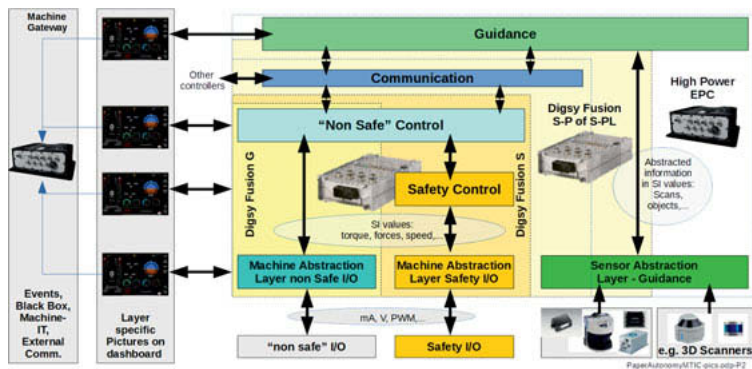 Machine
Gateway
Guidance
Other
controllers
Communication
High Power
EPC
"Non Safe" Control
Digsy Fusion
S-P of S-PL
Digsy Fusion G
Digsy Fusion S
Abstracted
information
in SI values:
Scans,
objects,...
Safety Control
SI values:
torque, forces, speed,...
Machine Abstraction
Layer non Safe I/O
Machine Abstraction
Layer Safety I/O
Sensor Abstraction
Layer - Guidance
Events,
Black Box,
Machine-
IT,
External
Comm.
Layer
specific
Pictures on
dashboard
mA, V, PWM,...
"non safe" I/O
Safety I/O
e.g. 3D Scanners
PaperAutonomyMTIC-pics.odp-P2